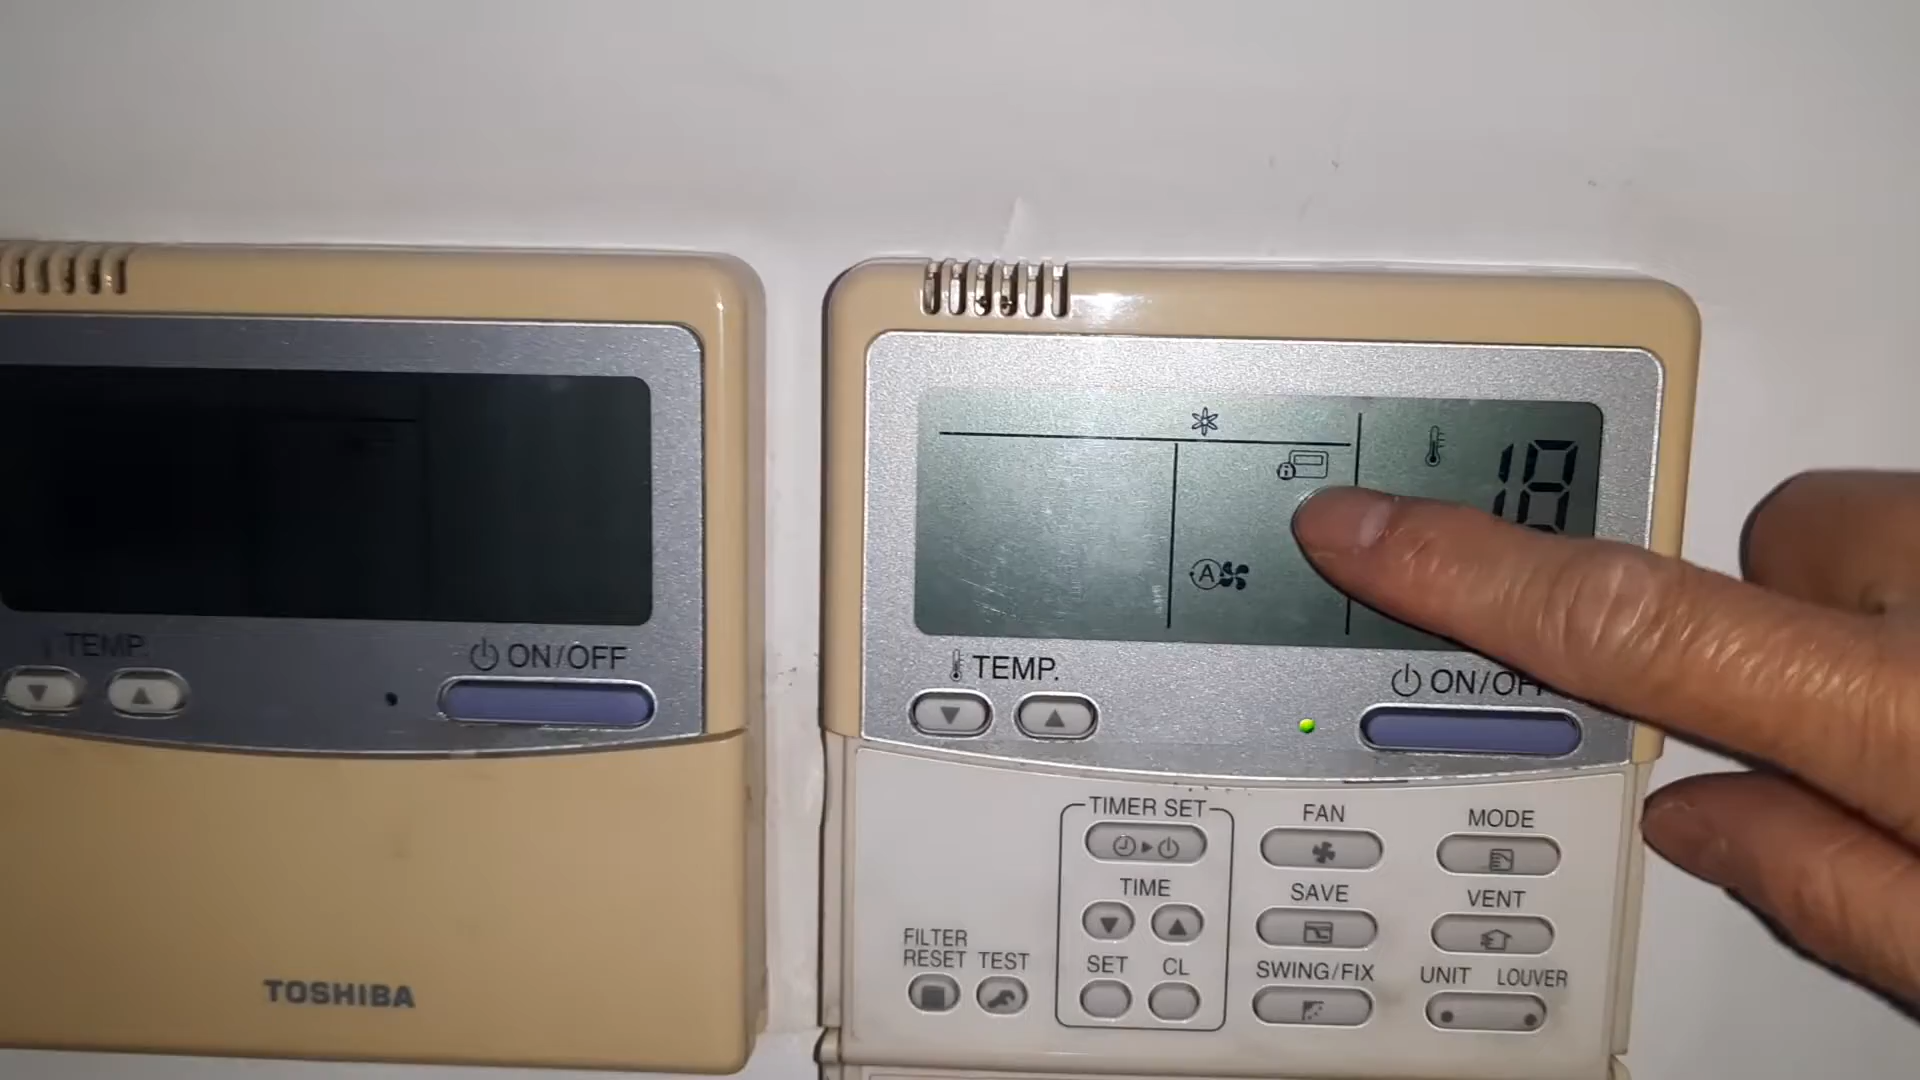 TEMP.
ON/OFF
TOSHIBA
18
A
TEMP.
ON/OF
TIMER SET
FAN
MODE
TIME
SAVE
VENT
FILTER
RESET
TEST
SET
CL
SWING/FIX
UNIT
LOUVER